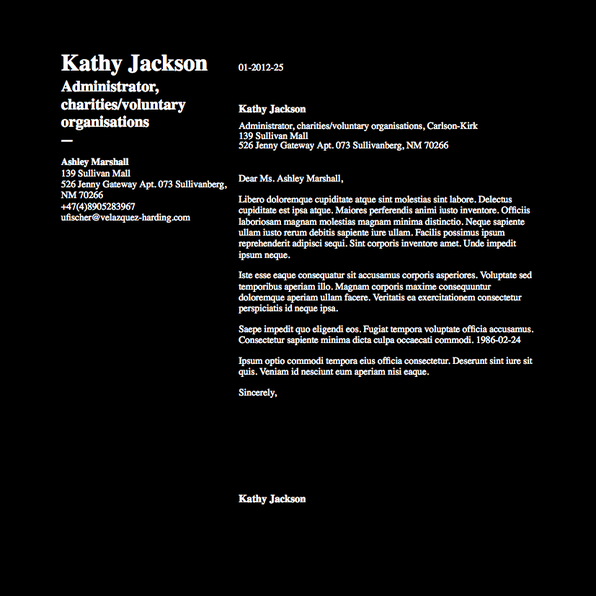 Kathy Jackson
Administrator,
charities/voluntary
organisations
—
Ashley Marshall
139 Sullivan Mall
526 Jenny Gateway Apt. 073 Sullivanberg,
NM 70266
+47(4)8905283967
ufischer@velazquez-harding.com
01-2012-25
Kathy Jackson
Administrator, charities/voluntary organisations, Carlson-Kirk
139 Sullivan Mall
526 Jenny Gateway Apt. 073 Sullivanberg, NM 70266
Dear Ms. Ashley Marshall,
Libero doloremque cupiditate atque sint molestias sint labore. Delectus
cupiditate est ipsa atque. Maiores perferendis animi iusto inventore. Officiis
laboriosam magnam molestias magnam minima distinctio. Neque sapiente
ullam iusto rerum debitis sapiente iure ullam. Facilis possimus ipsum
reprehenderit adipisci sequi. Sint corporis inventore amet. Unde impedit
ipsum neque.
Iste esse eaque consequatur sit accusamus corporis asperiores. Voluptate sed
temporibus aperiam illo. Magnam corporis maxime consequuntur
doloremque aperiam ullam facere. Veritatis ea exercitationem consectetur
perspiciatis id neque ipsa.
Saepe impedit quo eligendi eos. Fugiat tempora voluptate officia accusamus.
Consectetur sapiente minima dicta culpa occaecati commodi. 1986-02-24
Ipsum optio commodi tempora eius officia consectetur. Deserunt sint iure sit
quis. Veniam id nesciunt eum aperiam nisi eaque.
Sincerely,
Kathy Jackson